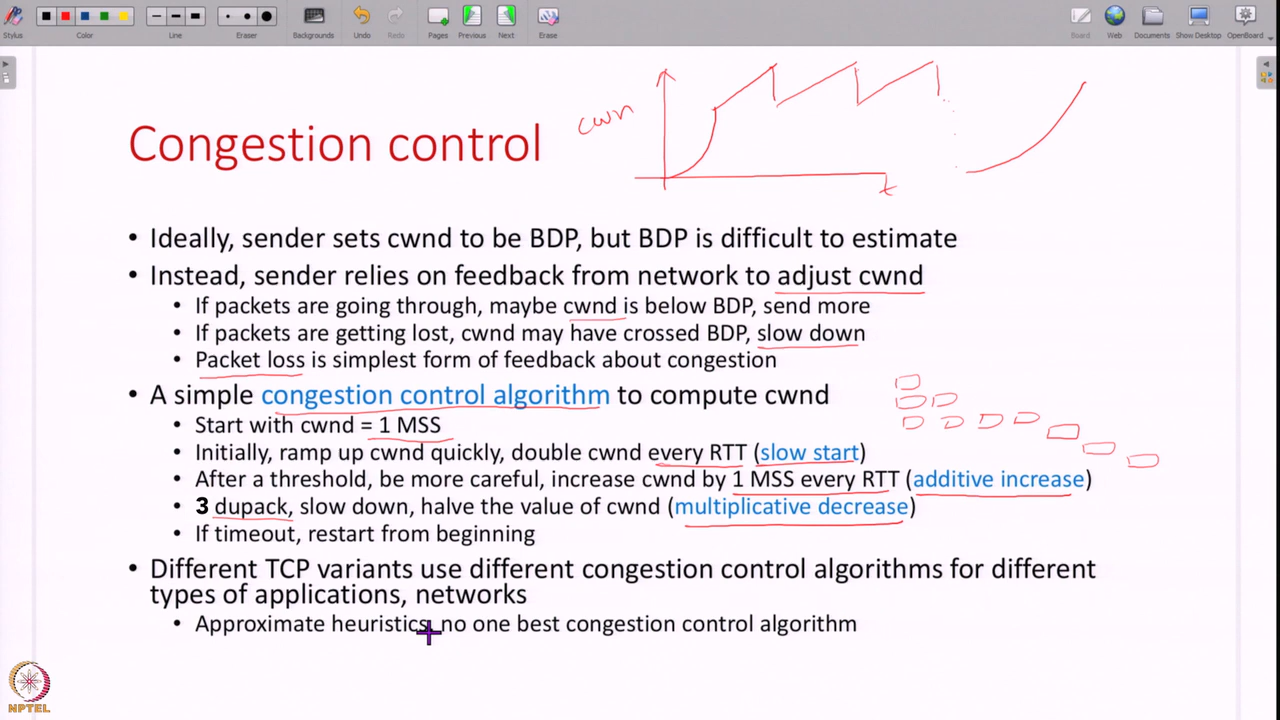 Stylus
Color
Line
Eraser
Backgrounds
Undo
Redo
Pages
Previous
Next
Erase
Board
Web
Documents
Show Desktop
OpenBoard
cwn
t
Congestion control
• Ideally, sender sets cwnd to be BDP, but BDP is difficult to estimate
• Instead, sender relies on feedback from network to adjust cwnd
• If packets are going through, maybe cwnd is below BDP, send more
• If packets are getting lost, cwnd may have crossed BDP, slow down
• Packet loss is simplest form of feedback about congestion
• A simple congestion control algorithm to compute cwnd
• Start with cwnd = 1 MSS
• Initially, ramp up cwnd quickly, double cwnd every RTT (slow start)
• After a threshold, be more careful, increase cwnd by 1 MSS every RTT (additive increase)
• 3 dupack, slow down, halve the value of cwnd (multiplicative decrease)
• If timeout, restart from beginning
• Different TCP variants use different congestion control algorithms for different
types of applications, networks
• Approximate heuristics, no one best congestion control algorithm
NPTEL